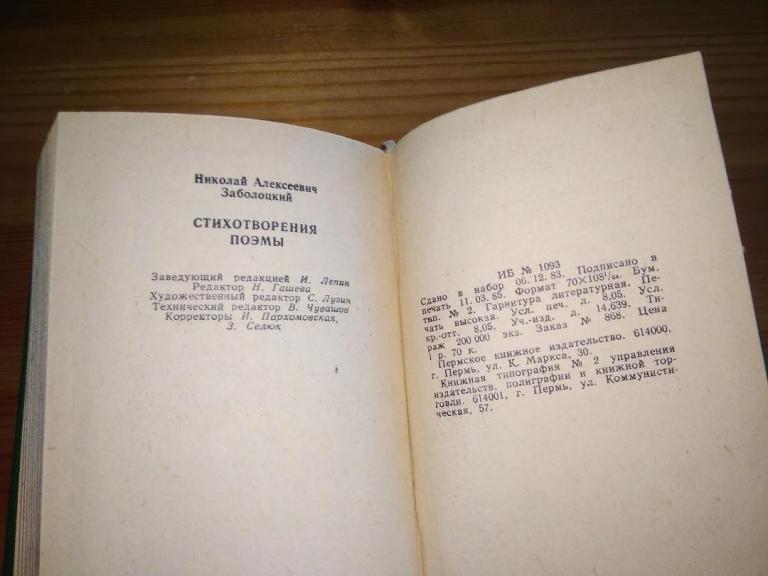 Николай Алексеевич
Заболоцкий
СТИХОТВОРЕНИЯ
ПОЭМЫ
Заведующий редакцией И. Лепин
Редактор Н. Гашева
Художественный редактор С. Лузин
Технический редактор В. Чувашов
Корректоры И. Пархомовская,
З. Селюк
ИБ № 1093
Сдано в набор 06. 12. 83. Подписано в
печать 11. 03. 85. Формат 70×108¹/₆₄. Бум.
тип. № 2. Гарнитура литературная. Пе-
чать высокая. Усл. печ. л. 8,05. Усл.
кр.-отт. 8,05. Уч.-изд. л. 14,639. Ти-
раж 200 000 экз. Заказ № 868. Цена
1 р. 70 к.
Пермское книжное издательство. 614000,
г. Пермь, ул. К. Маркса, 30.
Книжная типография № 2 управления
издательств, полиграфии и книжной тор-
говли. 614001, г. Пермь, ул. Коммунисти-
ческая, 57.